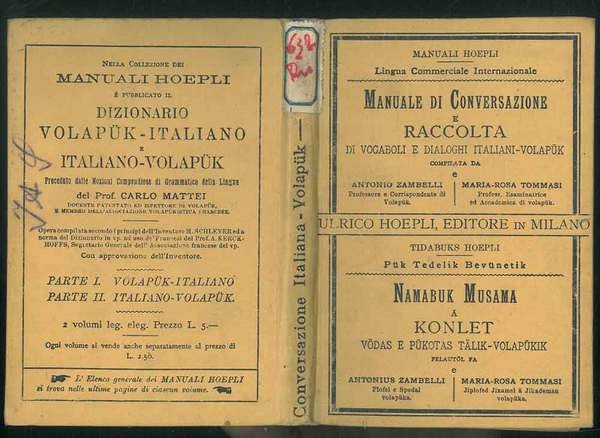 NELLA COLLEZIONE DEI
MANUALI HOEPLI
È PUBBLICATO IL
DIZIONARIO
VOLAPÜK-ITALIANO
E
ITALIANO-VOLAPÜK
Preceduto dalle Nozioni Compendiose di Grammatica della Lingua
del Prof. CARLO MATTEI
DOCENTE PATENTATO ED ISPETTORE DI VOLAPÜK,
E MEMBRO DELL'ASSOCIAZIONE VOLAPÜKISTICA FRANCESE.
Opera compilata secondo i principi dell'Inventore M. SCHLEYER ed a
norma del Dizionario in vp. ad uso de' Francesi del Prof. A. KERCK-
HOFFS, Segretario Generale dell'Associazione francese del vp.
Con approvazione dell'Inventore.
PARTE I. VOLAPÜK-ITALIANO
PARTE II. ITALIANO-VOLAPÜK.
2 volumi leg. eleg. Prezzo L. 5.—
Ogni volume si vende anche separatamente al prezzo di
L. 2.50.
L'Elenco generale dei MANUALI HOEPLI
si trova nelle ultime pagine di ciascun volume.
Conversazione Italiana - Volapük —
MANUALI HOEPLI
Lingua Commerciale Internazionale
MANUALE DI CONVERSAZIONE
E
RACCOLTA
DI VOCABOLI E DIALOGHI ITALIANI-VOLAPÜK
COMPILATA DA
ANTONIO ZAMBELLI e MARIA-ROSA TOMMASI
Professore e Corrispondente di Profes. Esaminatrice
Volapük. ed Accademica di volapük.
ULRICO HOEPLI, EDITORE IN MILANO
TIDABUKS HOEPLI
Pük Tedelik Bevünetik
NAMABUK MUSAMA
A
KONLET
VÖDAS E PÜKOTAS TÄLIK-VOLAPÜKIK
PELAUTÖL FA
ANTONIUS ZAMBELLI e MARIA-ROSA TOMMASI
Plofel e Spodal Jiplofed Jixamel & Jikademan
volapüka. volapüka.